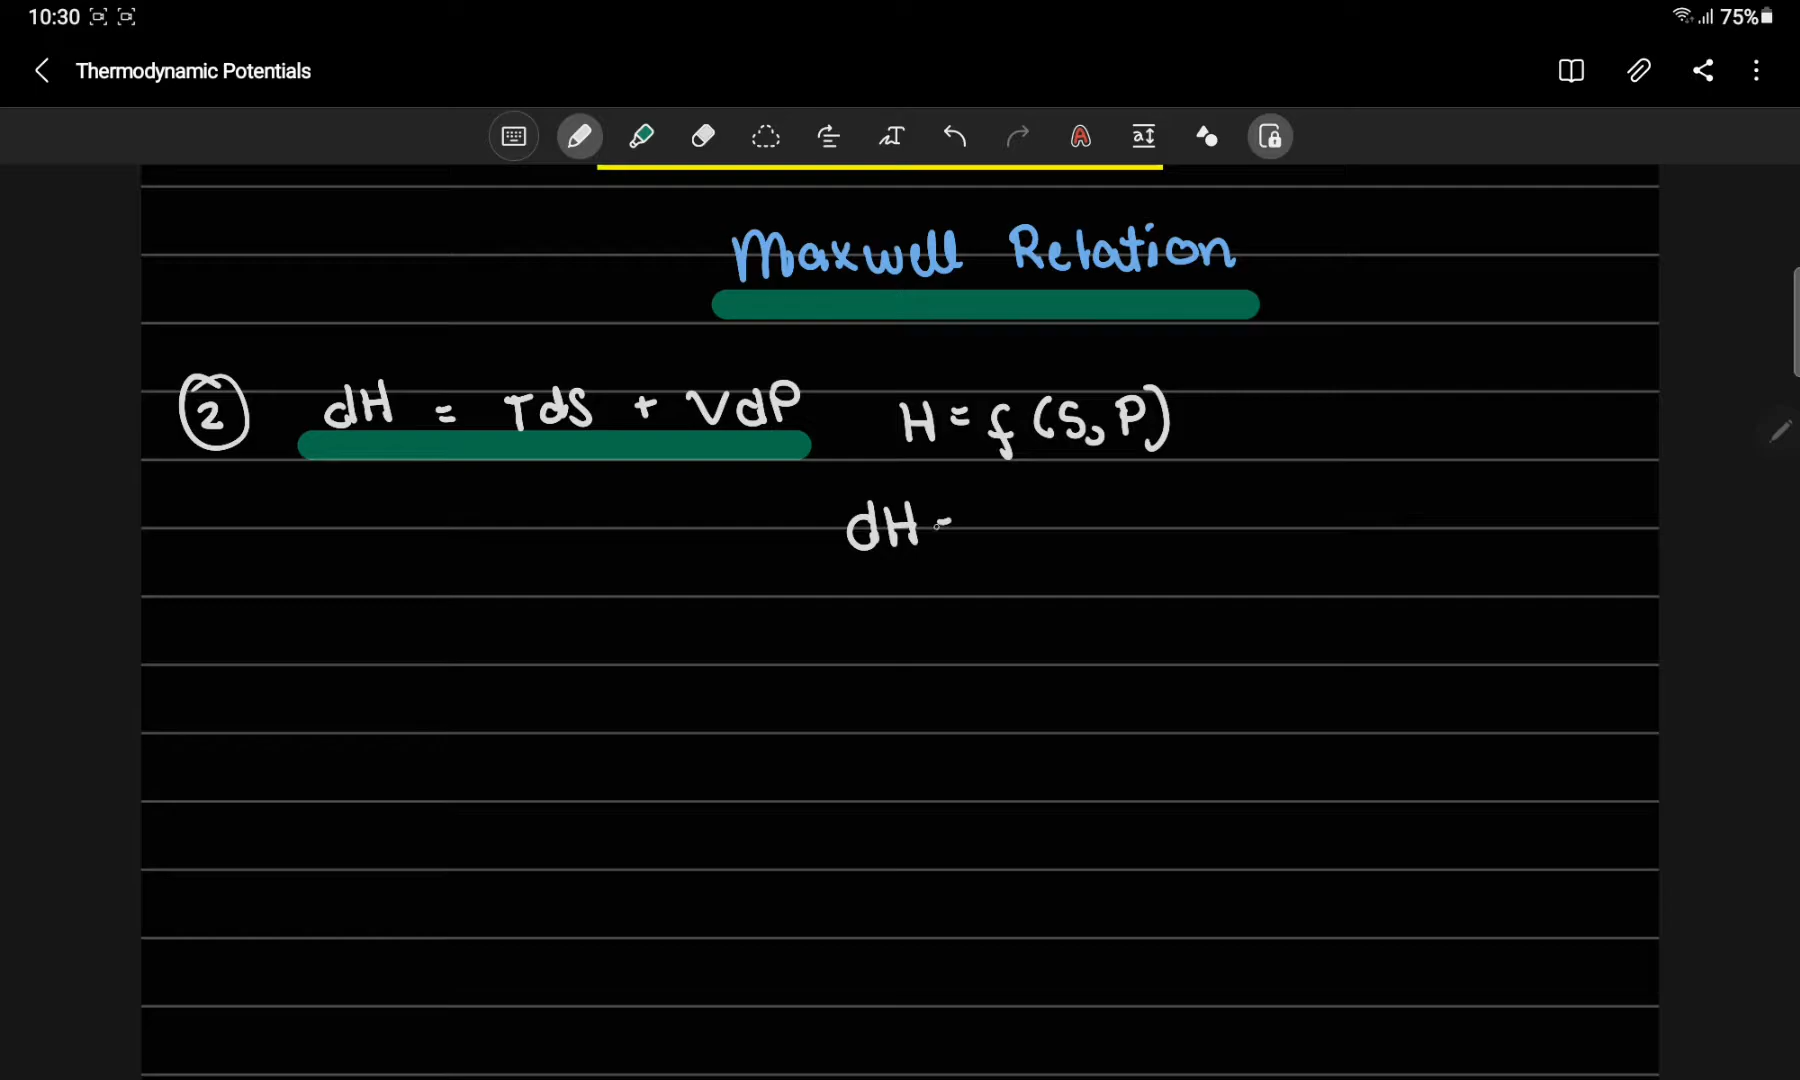 10:30 75%
Thermodynamic Potentials
Maxwell Relation
2 dH = TdS + VdP H = f (S, P)
dH -